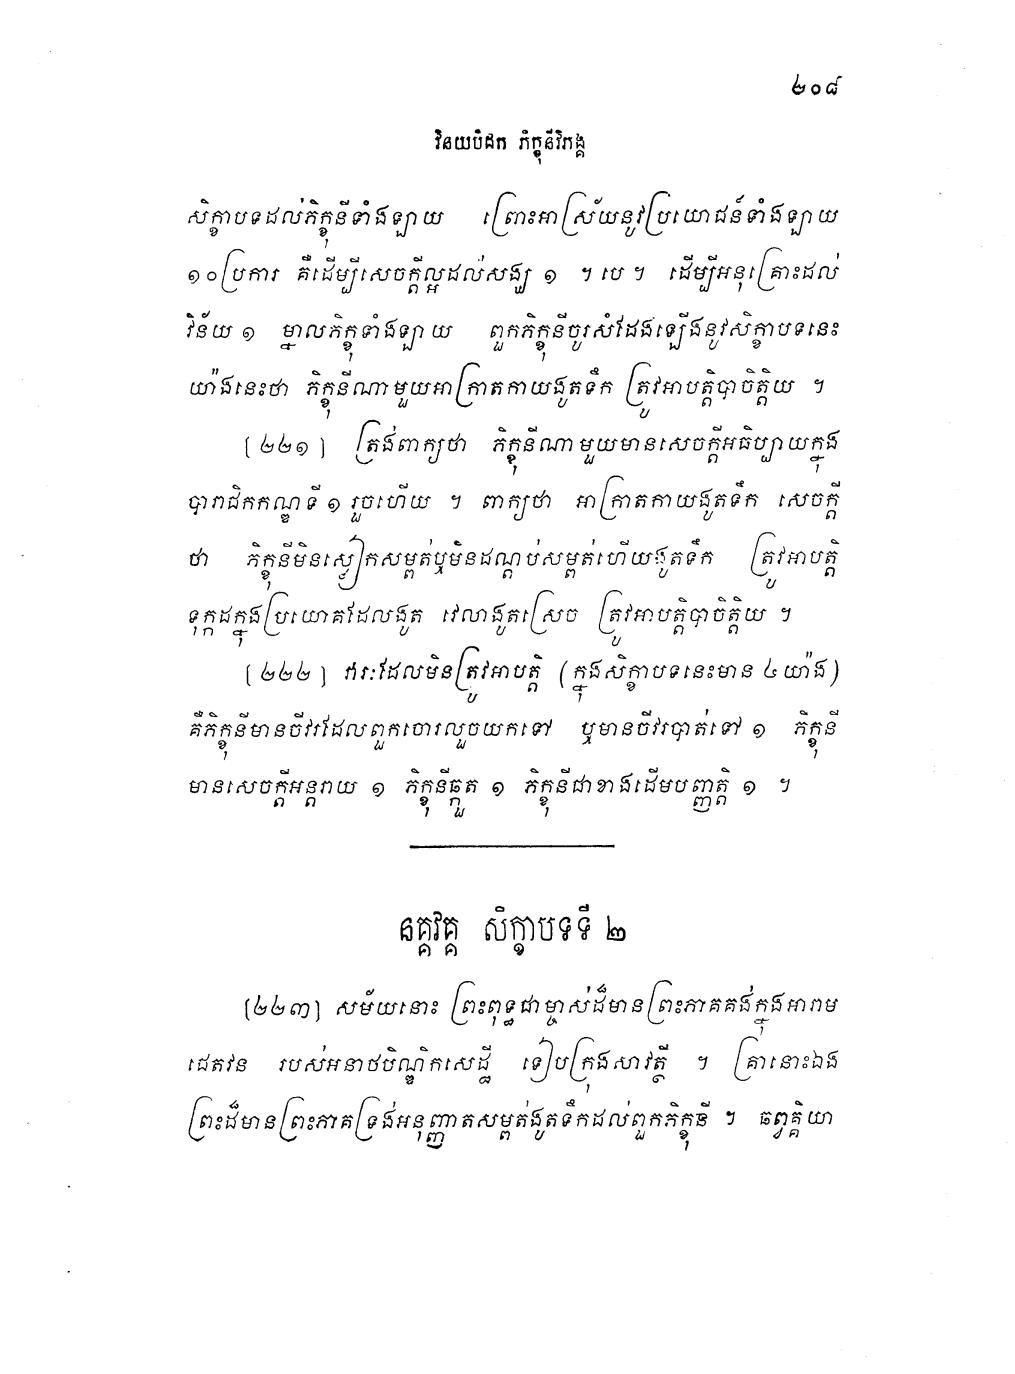 ២០៨
វិនយបិដក ភិក្ខុនីវិភង្គ
សិក្ខាបទដល់ភិក្ខុនីទាំងឡាយ ព្រោះអាស្រ័យនូវប្រយោជន៍ទាំងឡាយ
១០ប្រការ គឺដើម្បីសេចក្តីល្អដល់សង្ឃ ១ ។ បេ ។ ដើម្បីអនុគ្រោះដល់
វិន័យ ១ ម្នាលភិក្ខុទាំងឡាយ ពួកភិក្ខុនីចូរសំដែងឡើងនូវសិក្ខាបទនេះ
យ៉ាងនេះថា ភិក្ខុនីណាមួយអាក្រាតកាយងូតទឹក ត្រូវអាបត្តិបាចិត្តិយ ។
[២២១] ត្រង់ពាក្យថា ភិក្ខុនីណាមួយមានសេចក្តីអធិប្បាយក្នុង
បារាជិកកណ្ឌទី ១ រួចហើយ ។ ពាក្យថា អាក្រាតកាយងូតទឹក សេចក្តី
ថា ភិក្ខុនីមិនស្លៀកសម្ពត់ឬមិនដណ្តប់សម្ពត់ហើយងូតទឹក ត្រូវអាបត្តិ
ទុក្កដក្នុងប្រយោគដែលងូត វេលាងូតស្រេច ត្រូវអាបត្តិបាចិត្តិយ ។
[២២២] វារៈដែលមិនត្រូវអាបត្តិ (ក្នុងសិក្ខាបទនេះមាន ៤ យ៉ាង)
គឺភិក្ខុនីមានចីវរដែលពួកចោរលួចយកទៅ ឬមានចីវរបាត់ទៅ ១ ភិក្ខុនី
មានសេចក្តីអន្តរាយ ១ ភិក្ខុនីឆ្កួត ១ ភិក្ខុនីជាខាងដើមបញ្ញត្តិ ១ ។
នគ្គវគ្គ សិក្ខាបទទី ២
[២២៣] សម័យនោះ ព្រះពុទ្ធជាម្ចាស់ដ៏មានព្រះភាគគង់ក្នុងអារាម
ជេតវន របស់អនាថបិណ្ឌិកសេដ្ឋី ទៀបក្រុងសាវត្ថី ។ គ្រានោះឯង
ព្រះដ៏មានព្រះភាគទ្រង់អនុញ្ញាតសម្ពត់ងូតទឹកដល់ពួកភិក្ខុនី ។ ឆព្វគ្គិយា